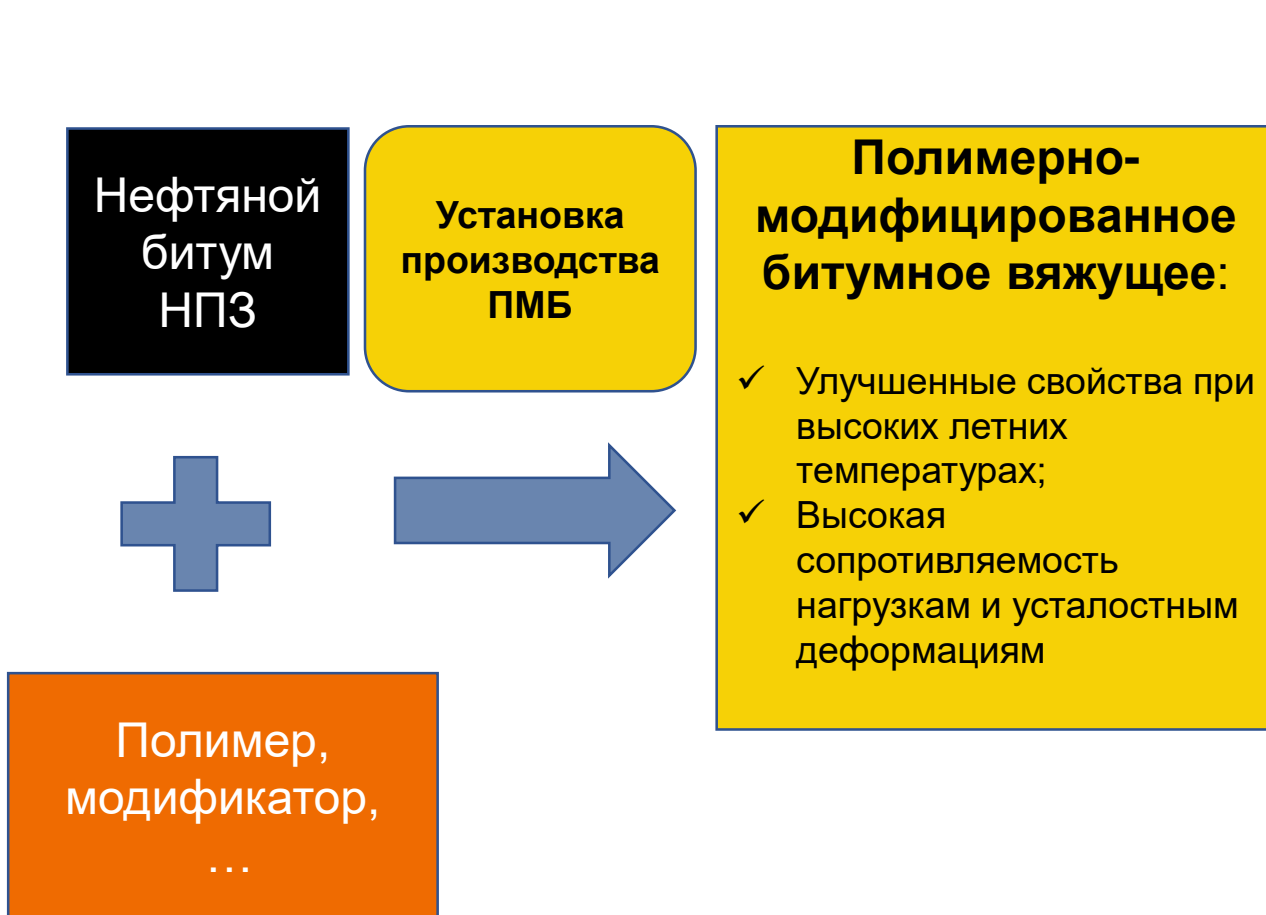 Нефтяной
битум
НПЗ
Установка
производства
ПМБ
Полимерно-
модифицированное
битумное вяжущее:
✓ Улучшенные свойства при
высоких летних
температурах;
✓ Высокая
сопротивляемость
нагрузкам и усталостным
деформациям
Полимер,
модификатор,
…